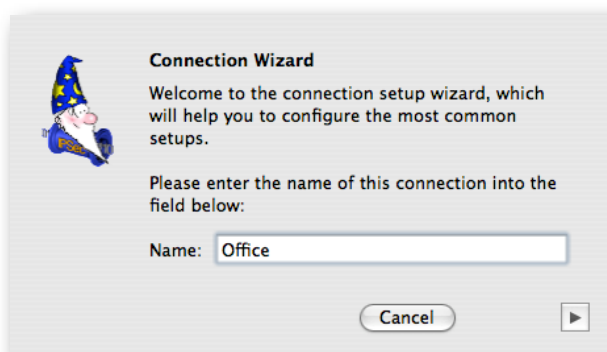 Connection Wizard
Welcome to the connection setup wizard, which
will help you to configure the most common
setups.
Please enter the name of this connection into the
field below:
Name: Office
IPSec
Cancel